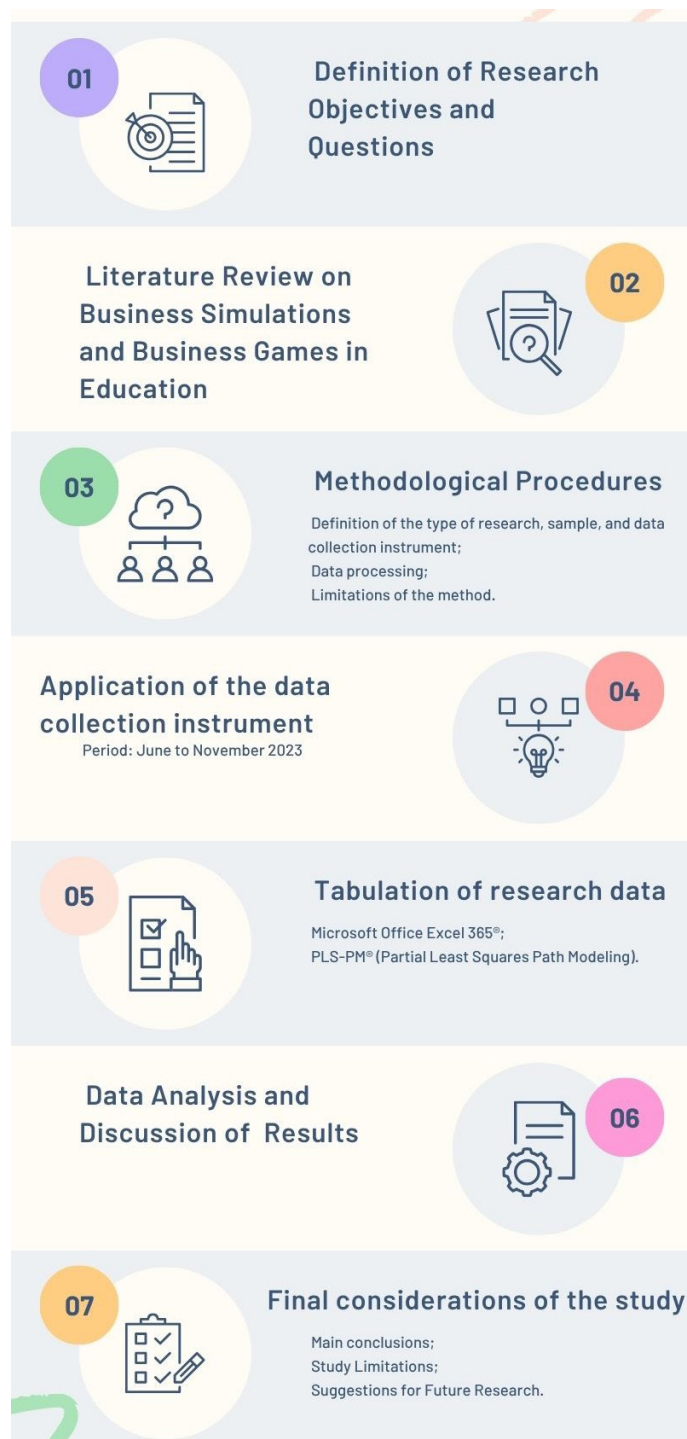 01
Definition of Research
Objectives and
Questions
Literature Review on
Business Simulations
and Business Games in
Education
02
03
Methodological Procedures
Definition of the type of research, sample, and data
collection instrument;
Data processing;
Limitations of the method.
Application of the data
collection instrument
Period: June to November 2023
04
05
Tabulation of research data
Microsoft Office Excel 365®;
PLS-PM® (Partial Least Squares Path Modeling).
Data Analysis and
Discussion of Results
06
07
Final considerations of the study
Main conclusions;
Study Limitations;
Suggestions for Future Research.